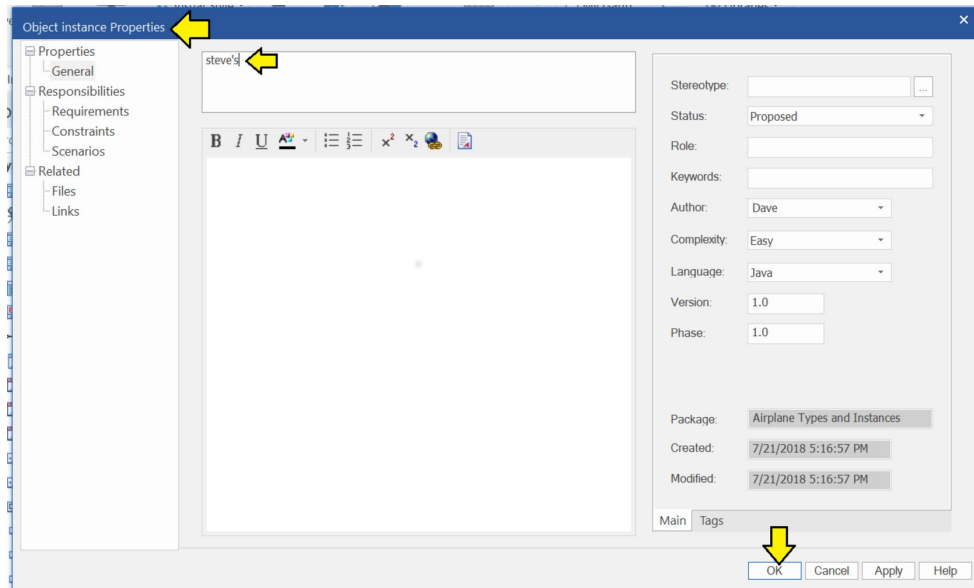 Object instance Properties
Properties
General
Responsibilities
Requirements
Constraints
Scenarios
Related
Files
Links
steve's
B I U A x² x₂
Stereotype: ...
Status: Proposed
Role:
Keywords:
Author: Dave
Complexity: Easy
Language: Java
Version: 1.0
Phase: 1.0
Package: Airplane Types and Instances
Created: 7/21/2018 5:16:57 PM
Modified: 7/21/2018 5:16:57 PM
Main Tags
OK Cancel Apply Help